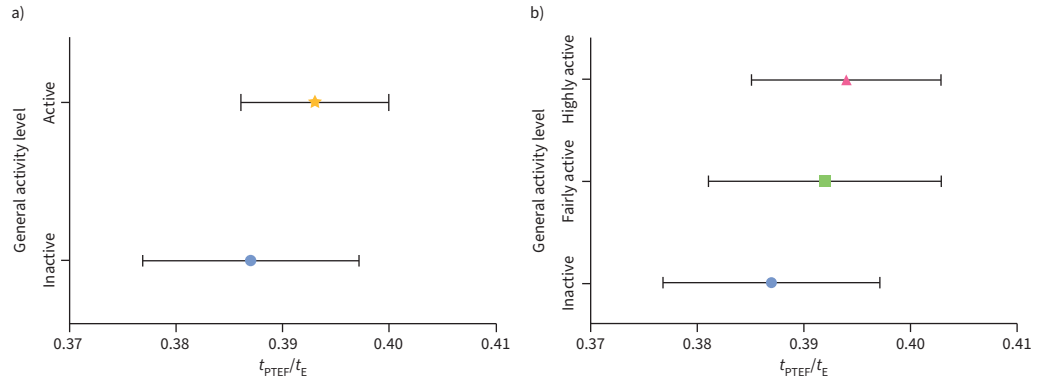 a)
General activity level
Active
Inactive
0.37 0.38 0.39 0.40 0.41
tPTEF/tE
b)
General activity level
Highly active
Fairly active
Inactive
0.37 0.38 0.39 0.40 0.41
tPTEF/tE